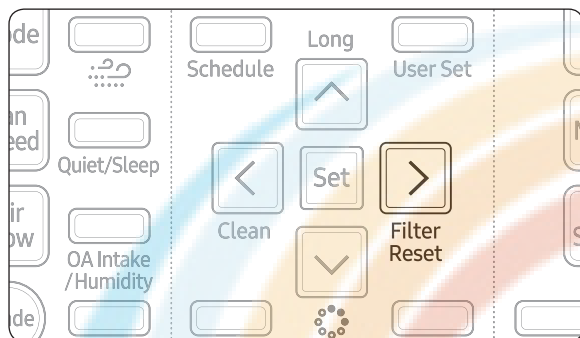 Long
Schedule
User Set
Quiet/Sleep
Set
Clean
Filter
Reset
OA Intake
/Humidity